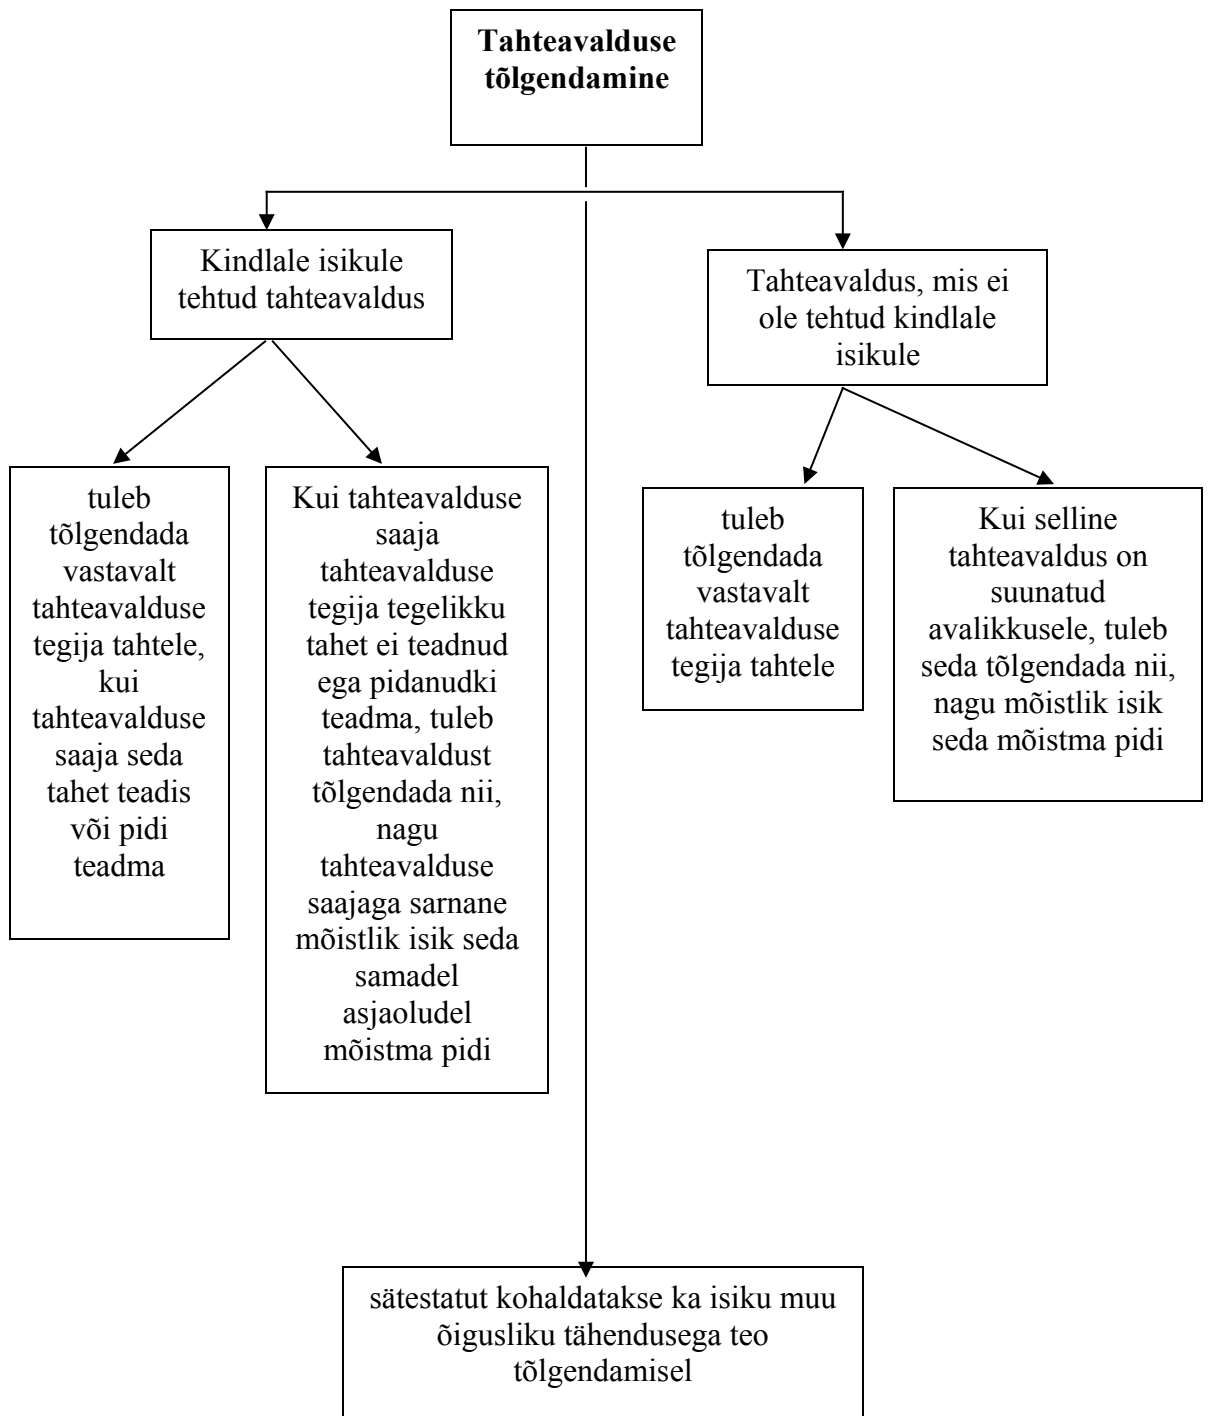 Tahteavalduse
tõlgendamine
Kindlale isikule
tehtud tahteavaldus
Tahteavaldus, mis ei
ole tehtud kindlale
isikule
tuleb
tõlgendada
vastavalt
tahteavalduse
tegija tahtele,
kui
tahteavalduse
saaja seda
tahet teadis
või pidi
teadma
Kui tahteavalduse
saaja
tahteavalduse
tegija tegelikku
tahet ei teadnud
ega pidanudki
teadma, tuleb
tahteavaldust
tõlgendada nii,
nagu
tahteavalduse
saajaga sarnane
mõistlik isik seda
samadel
asjaoludel
mõistma pidi
tuleb
tõlgendada
vastavalt
tahteavalduse
tegija tahtele
Kui selline
tahteavaldus on
suunatud
avalikkusele, tuleb
seda tõlgendada nii,
nagu mõistlik isik
seda mõistma pidi
sätestatut kohaldatakse ka isiku muu
õigusliku tähendusega teo
tõlgendamisel